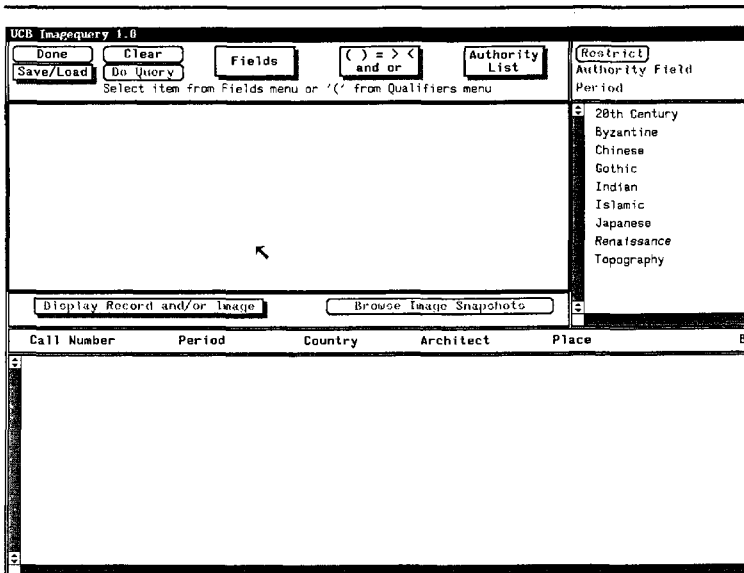 UCB Imagequery 1.0
Done Clear
Save/Load Do Query
Fields
( ) = > <
and or
Authority
List
Select item from Fields menu or '(' from Qualifiers menu
Restrict
Authority Field
Period
20th Century
Byzantine
Chinese
Gothic
Indian
Islamic
Japanese
Renaissance
Topography
Display Record and/or Image Browse Image Snapshots
Call Number Period Country Architect Place B